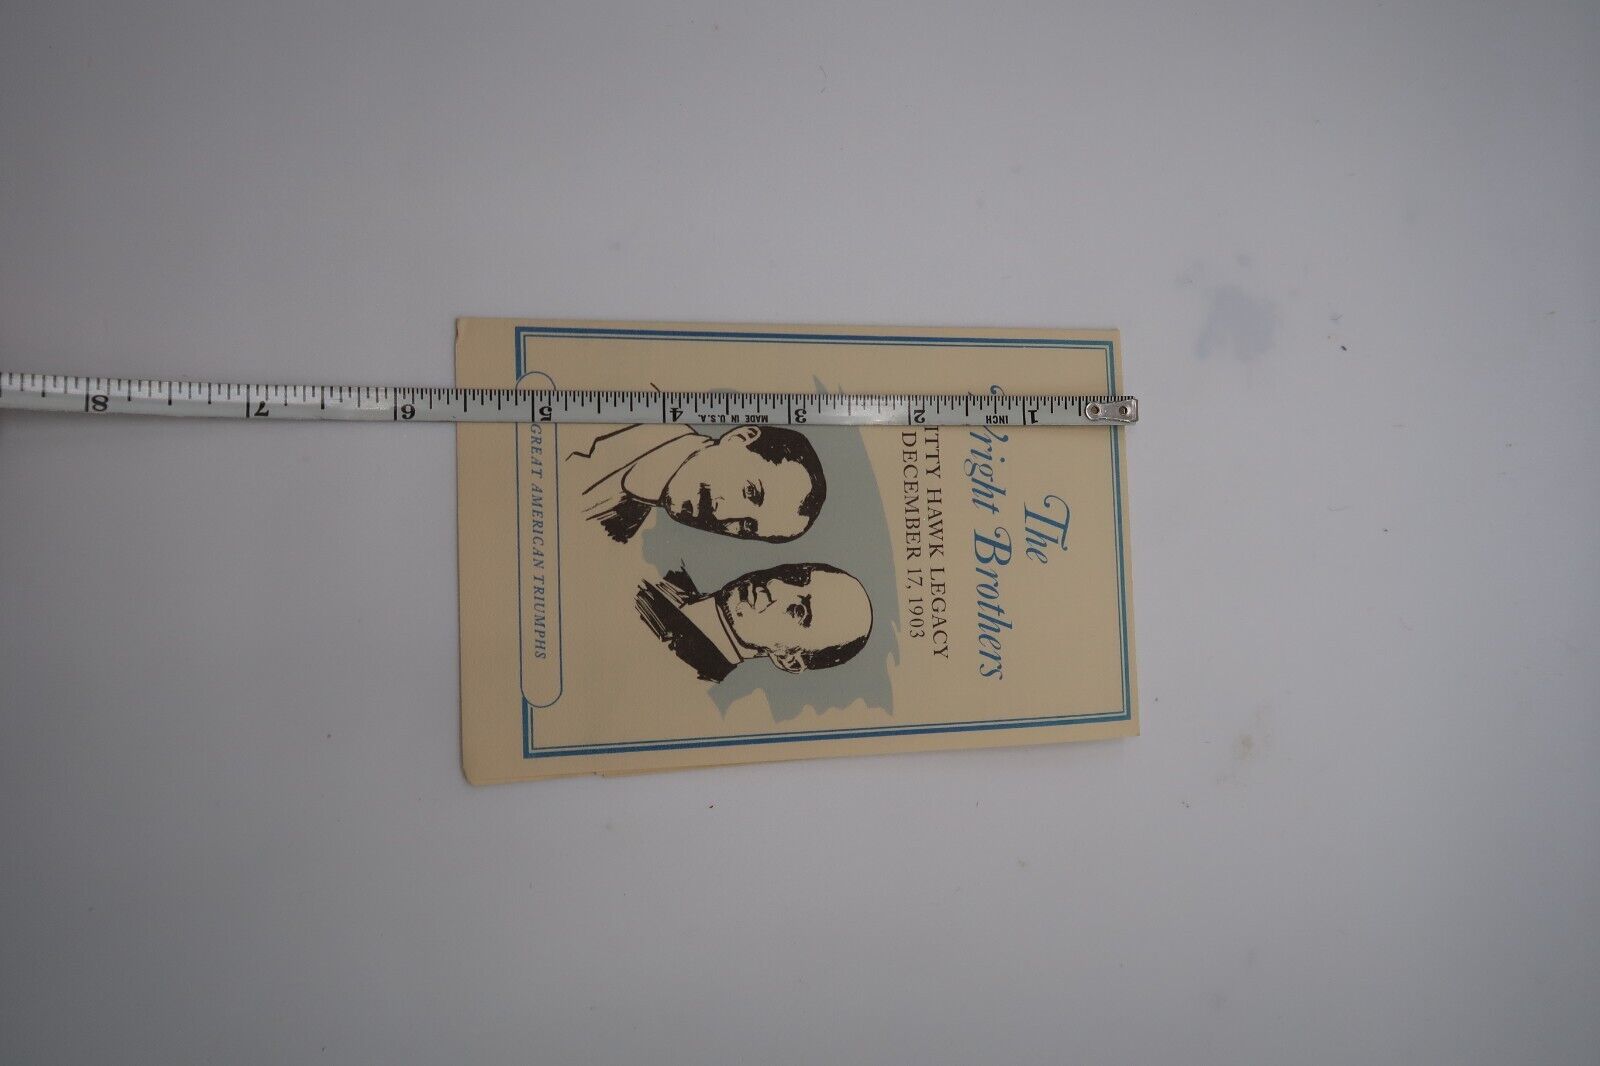 The
Wright Brothers
ITTY HAWK LEGACY
DECEMBER 17, 1903
GREAT AMERICAN TRIUMPHS
1
INCH
2
3
MADE IN U.S.A.
4
5
6
7
8